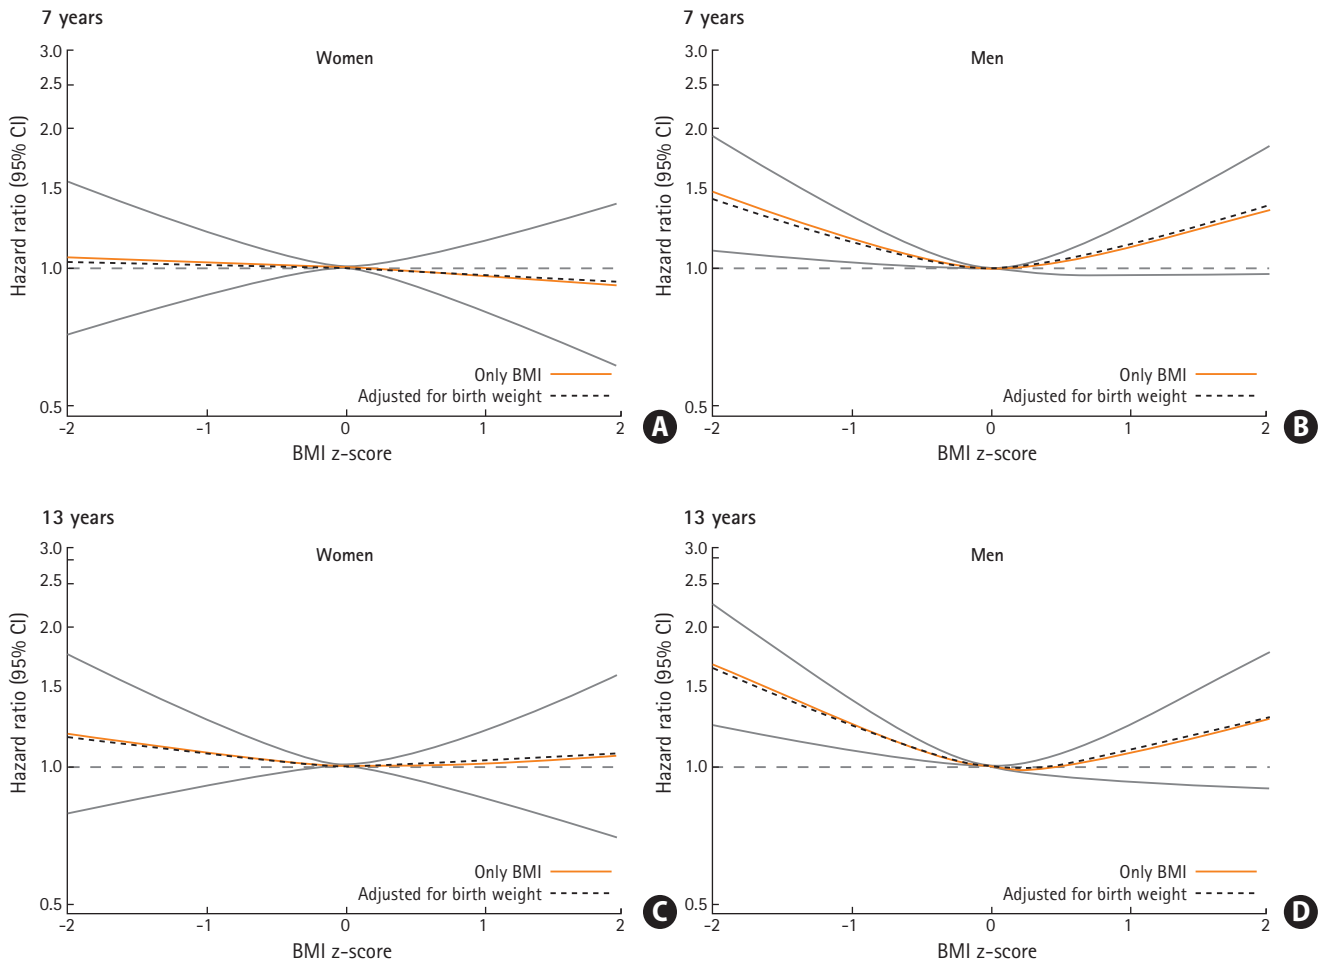 7 years
Women
Hazard ratio (95% CI)
3.0
2.5
2.0
1.5
1.0
0.5
Only BMI
Adjusted for birth weight
-2 -1 0 1 2
BMI z-score
A
7 years
Men
Hazard ratio (95% CI)
3.0
2.5
2.0
1.5
1.0
0.5
Only BMI
Adjusted for birth weight
-2 -1 0 1 2
BMI z-score
B
13 years
Women
Hazard ratio (95% CI)
3.0
2.5
2.0
1.5
1.0
0.5
Only BMI
Adjusted for birth weight
-2 -1 0 1 2
BMI z-score
C
13 years
Men
Hazard ratio (95% CI)
3.0
2.5
2.0
1.5
1.0
0.5
Only BMI
Adjusted for birth weight
-2 -1 0 1 2
BMI z-score
D